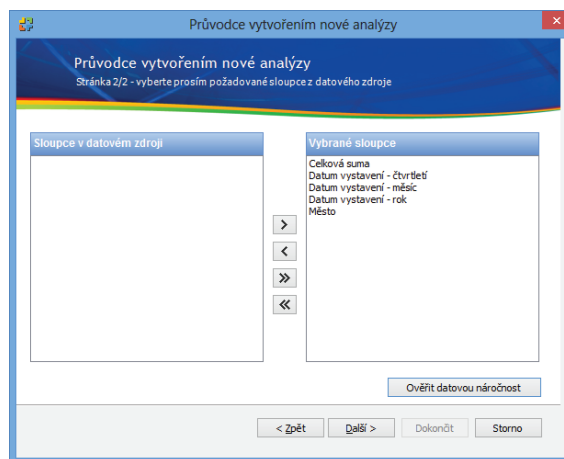 Průvodce vytvořením nové analýzy
Průvodce vytvořením nové analýzy
Stránka 2/2 - vyberte prosím požadované sloupce z datového zdroje
Sloupce v datovém zdroji
Vybrané sloupce
Celková suma
Datum vystavení - čtvrtletí
Datum vystavení - měsíc
Datum vystavení - rok
Město
>
<
>>
<<
Ověřit datovou náročnost
< Zpět
Další >
Dokončit
Storno